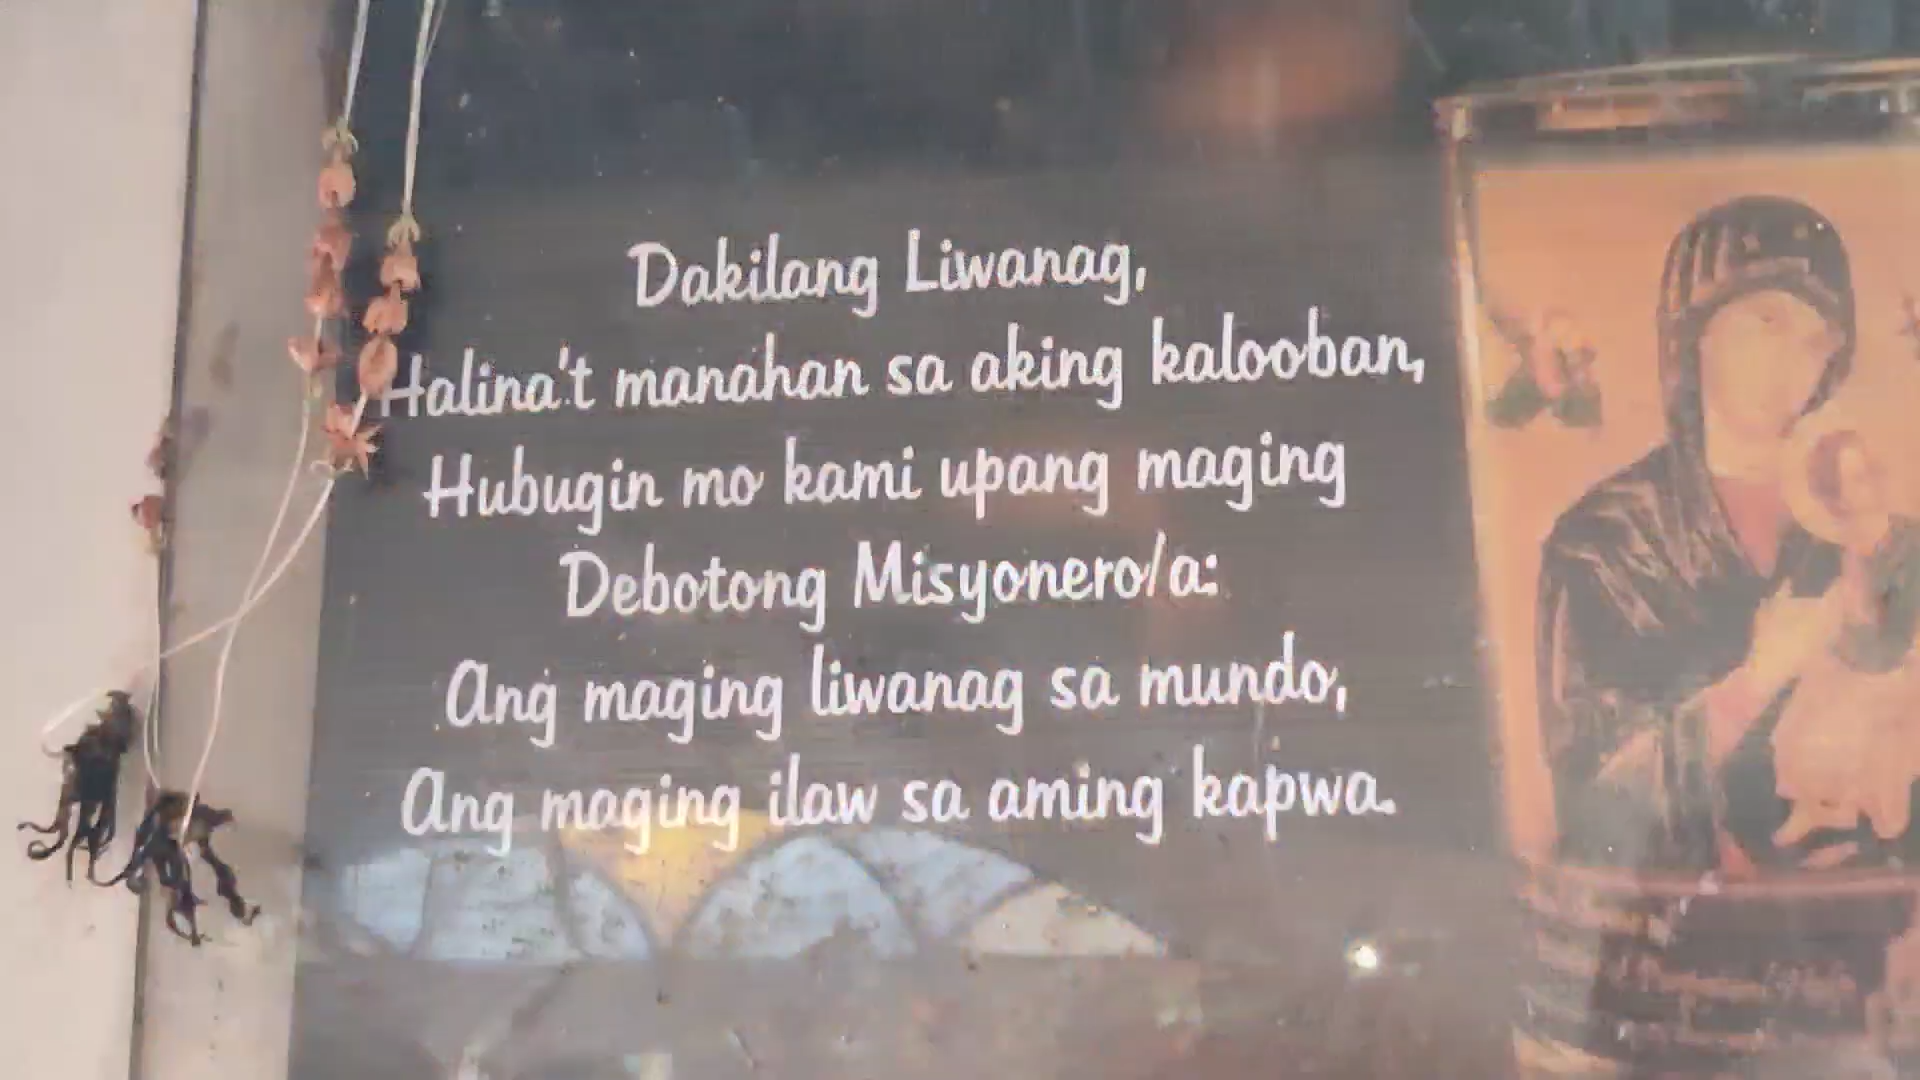 Dakilang Liwanag,
Halina't manahan sa aking kalooban,
Hubugin mo kami upang maging
Debotong Misyonero/a:
Ang maging liwanag sa mundo,
Ang maging ilaw sa aming kapwa.